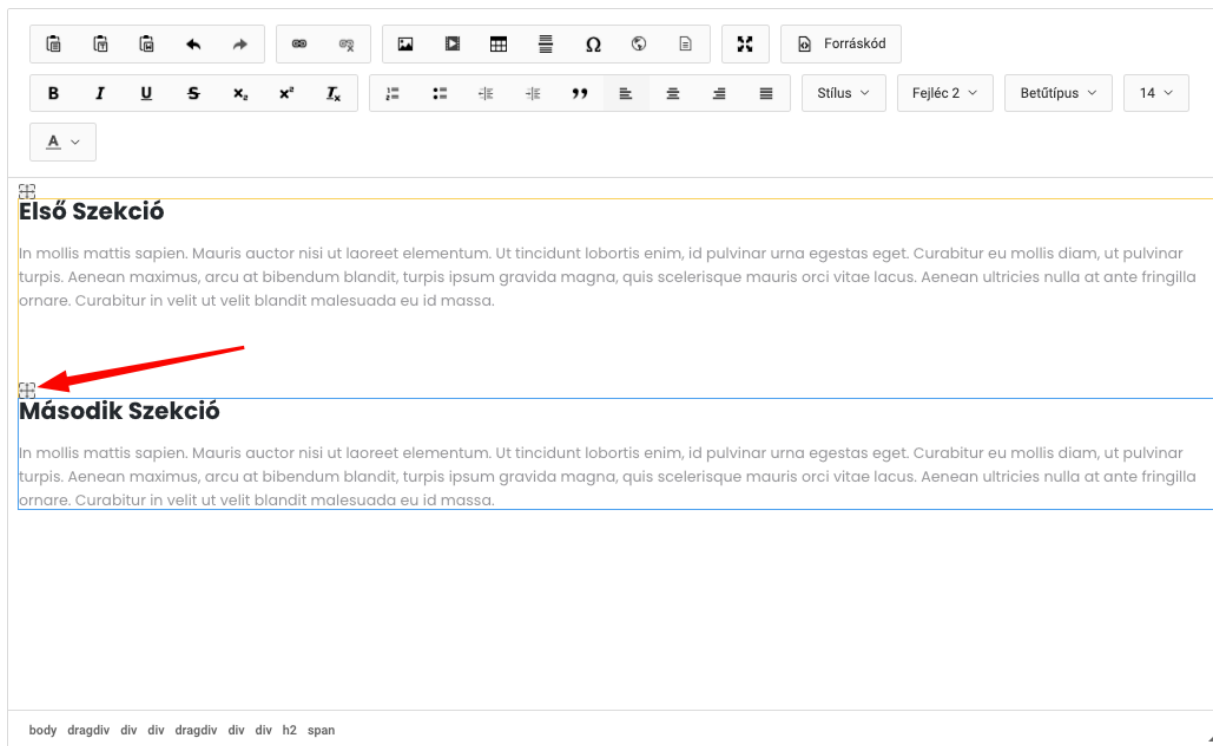 Forráskód
B I U S x₂ x² Iₓ Stílus Fejléc 2 Betűtípus 14
A
Első Szekció
In mollis mattis sapien. Mauris auctor nisi ut laoreet elementum. Ut tincidunt lobortis enim, id pulvinar urna egestas eget. Curabitur eu mollis diam, ut pulvinar
turpis. Aenean maximus, arcu at bibendum blandit, turpis ipsum gravida magna, quis scelerisque mauris orci vitae lacus. Aenean ultricies nulla at ante fringilla
ornare. Curabitur in velit ut velit blandit malesuada eu id massa.
Második Szekció
In mollis mattis sapien. Mauris auctor nisi ut laoreet elementum. Ut tincidunt lobortis enim, id pulvinar urna egestas eget. Curabitur eu mollis diam, ut pulvinar
turpis. Aenean maximus, arcu at bibendum blandit, turpis ipsum gravida magna, quis scelerisque mauris orci vitae lacus. Aenean ultricies nulla at ante fringilla
ornare. Curabitur in velit ut velit blandit malesuada eu id massa.
body dragdiv div div dragdiv div div h2 span